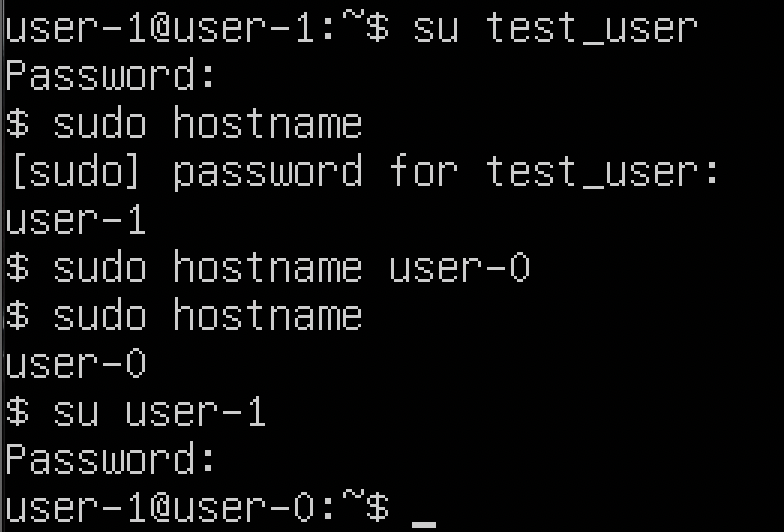 user-1@user-1:~$ su test_user
Password:
$ sudo hostname
[sudo] password for test_user:
user-1
$ sudo hostname user-0
$ sudo hostname
user-0
$ su user-1
Password:
user-1@user-0:~$ _